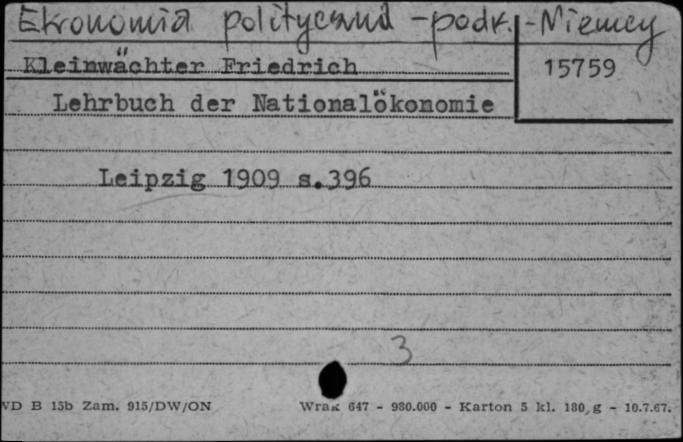 Ekonomia polityczna - podr. - Niemcy
Kleinwächter Friedrich
15759
Lehrbuch der Nationalökonomie
Leipzig 1909 s.396
3
VD B 15b Zam. 915/DW/ON Wrak 647 - 980.000 - Karton 5 kl. 180 g - 10.7.67.